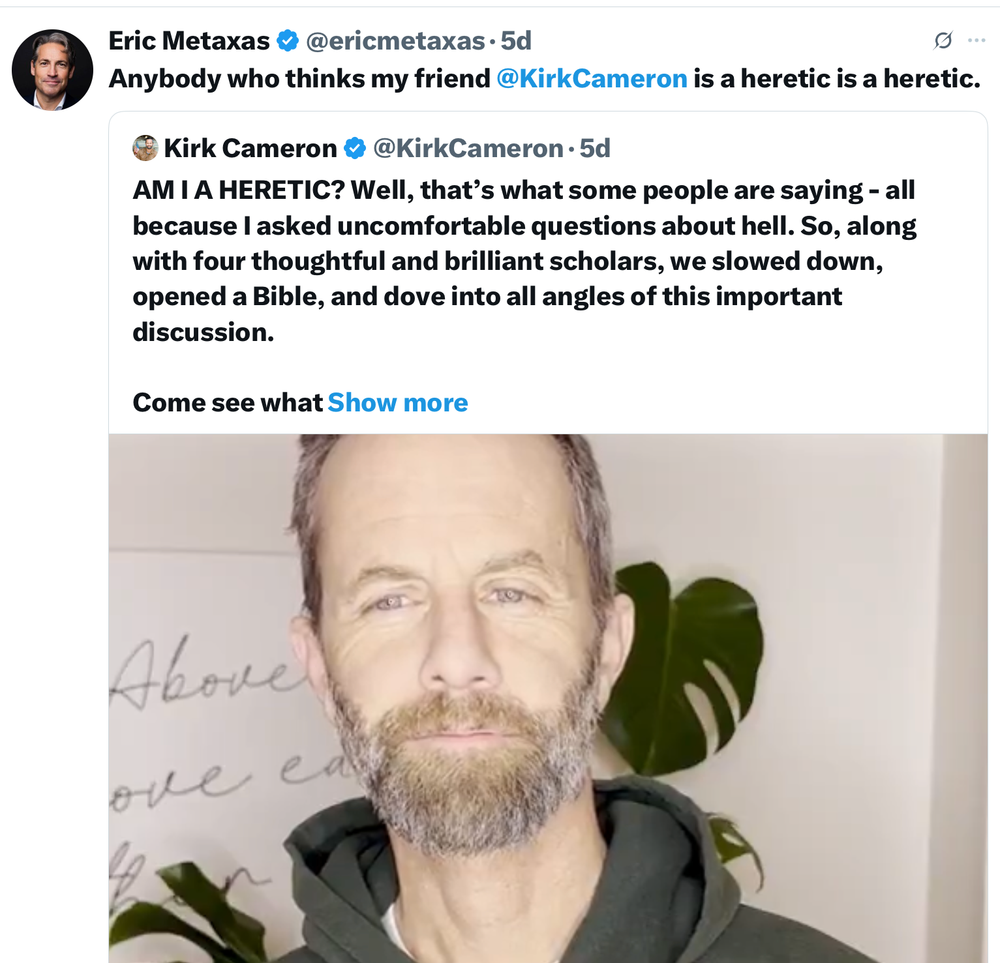 Eric Metaxas @ericmetaxas · 5d
Anybody who thinks my friend @KirkCameron is a heretic is a heretic.
Kirk Cameron @KirkCameron · 5d
AM I A HERETIC? Well, that’s what some people are saying - all
because I asked uncomfortable questions about hell. So, along
with four thoughtful and brilliant scholars, we slowed down,
opened a Bible, and dove into all angles of this important
discussion.
Come see what Show more
Above
ove ea